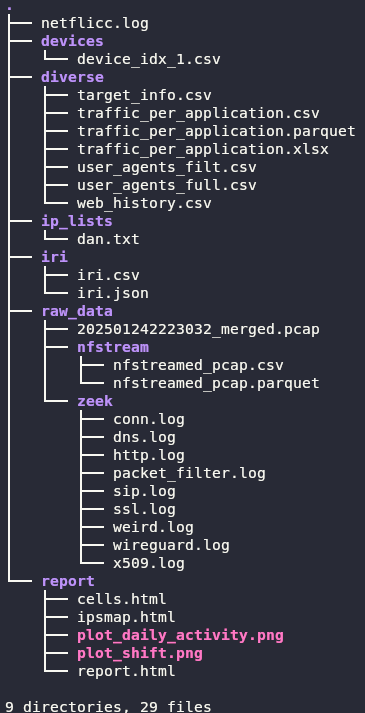 .
├── netflicc.log
├── devices
│   └── device_idx_1.csv
├── diverse
│   ├── target_info.csv
│   ├── traffic_per_application.csv
│   ├── traffic_per_application.parquet
│   ├── traffic_per_application.xlsx
│   ├── user_agents_filt.csv
│   ├── user_agents_full.csv
│   └── web_history.csv
├── ip_lists
│   └── dan.txt
├── iri
│   ├── iri.csv
│   └── iri.json
├── raw_data
│   ├── 202501242223032_merged.pcap
│   ├── nfstream
│   │   ├── nfstreamed_pcap.csv
│   │   └── nfstreamed_pcap.parquet
│   └── zeek
│       ├── conn.log
│       ├── dns.log
│       ├── http.log
│       ├── packet_filter.log
│       ├── sip.log
│       ├── ssl.log
│       ├── weird.log
│       ├── wireguard.log
│       └── x509.log
└── report
    ├── cells.html
    ├── ipsmap.html
    ├── plot_daily_activity.png
    ├── plot_shift.png
    └── report.html
9 directories, 29 files